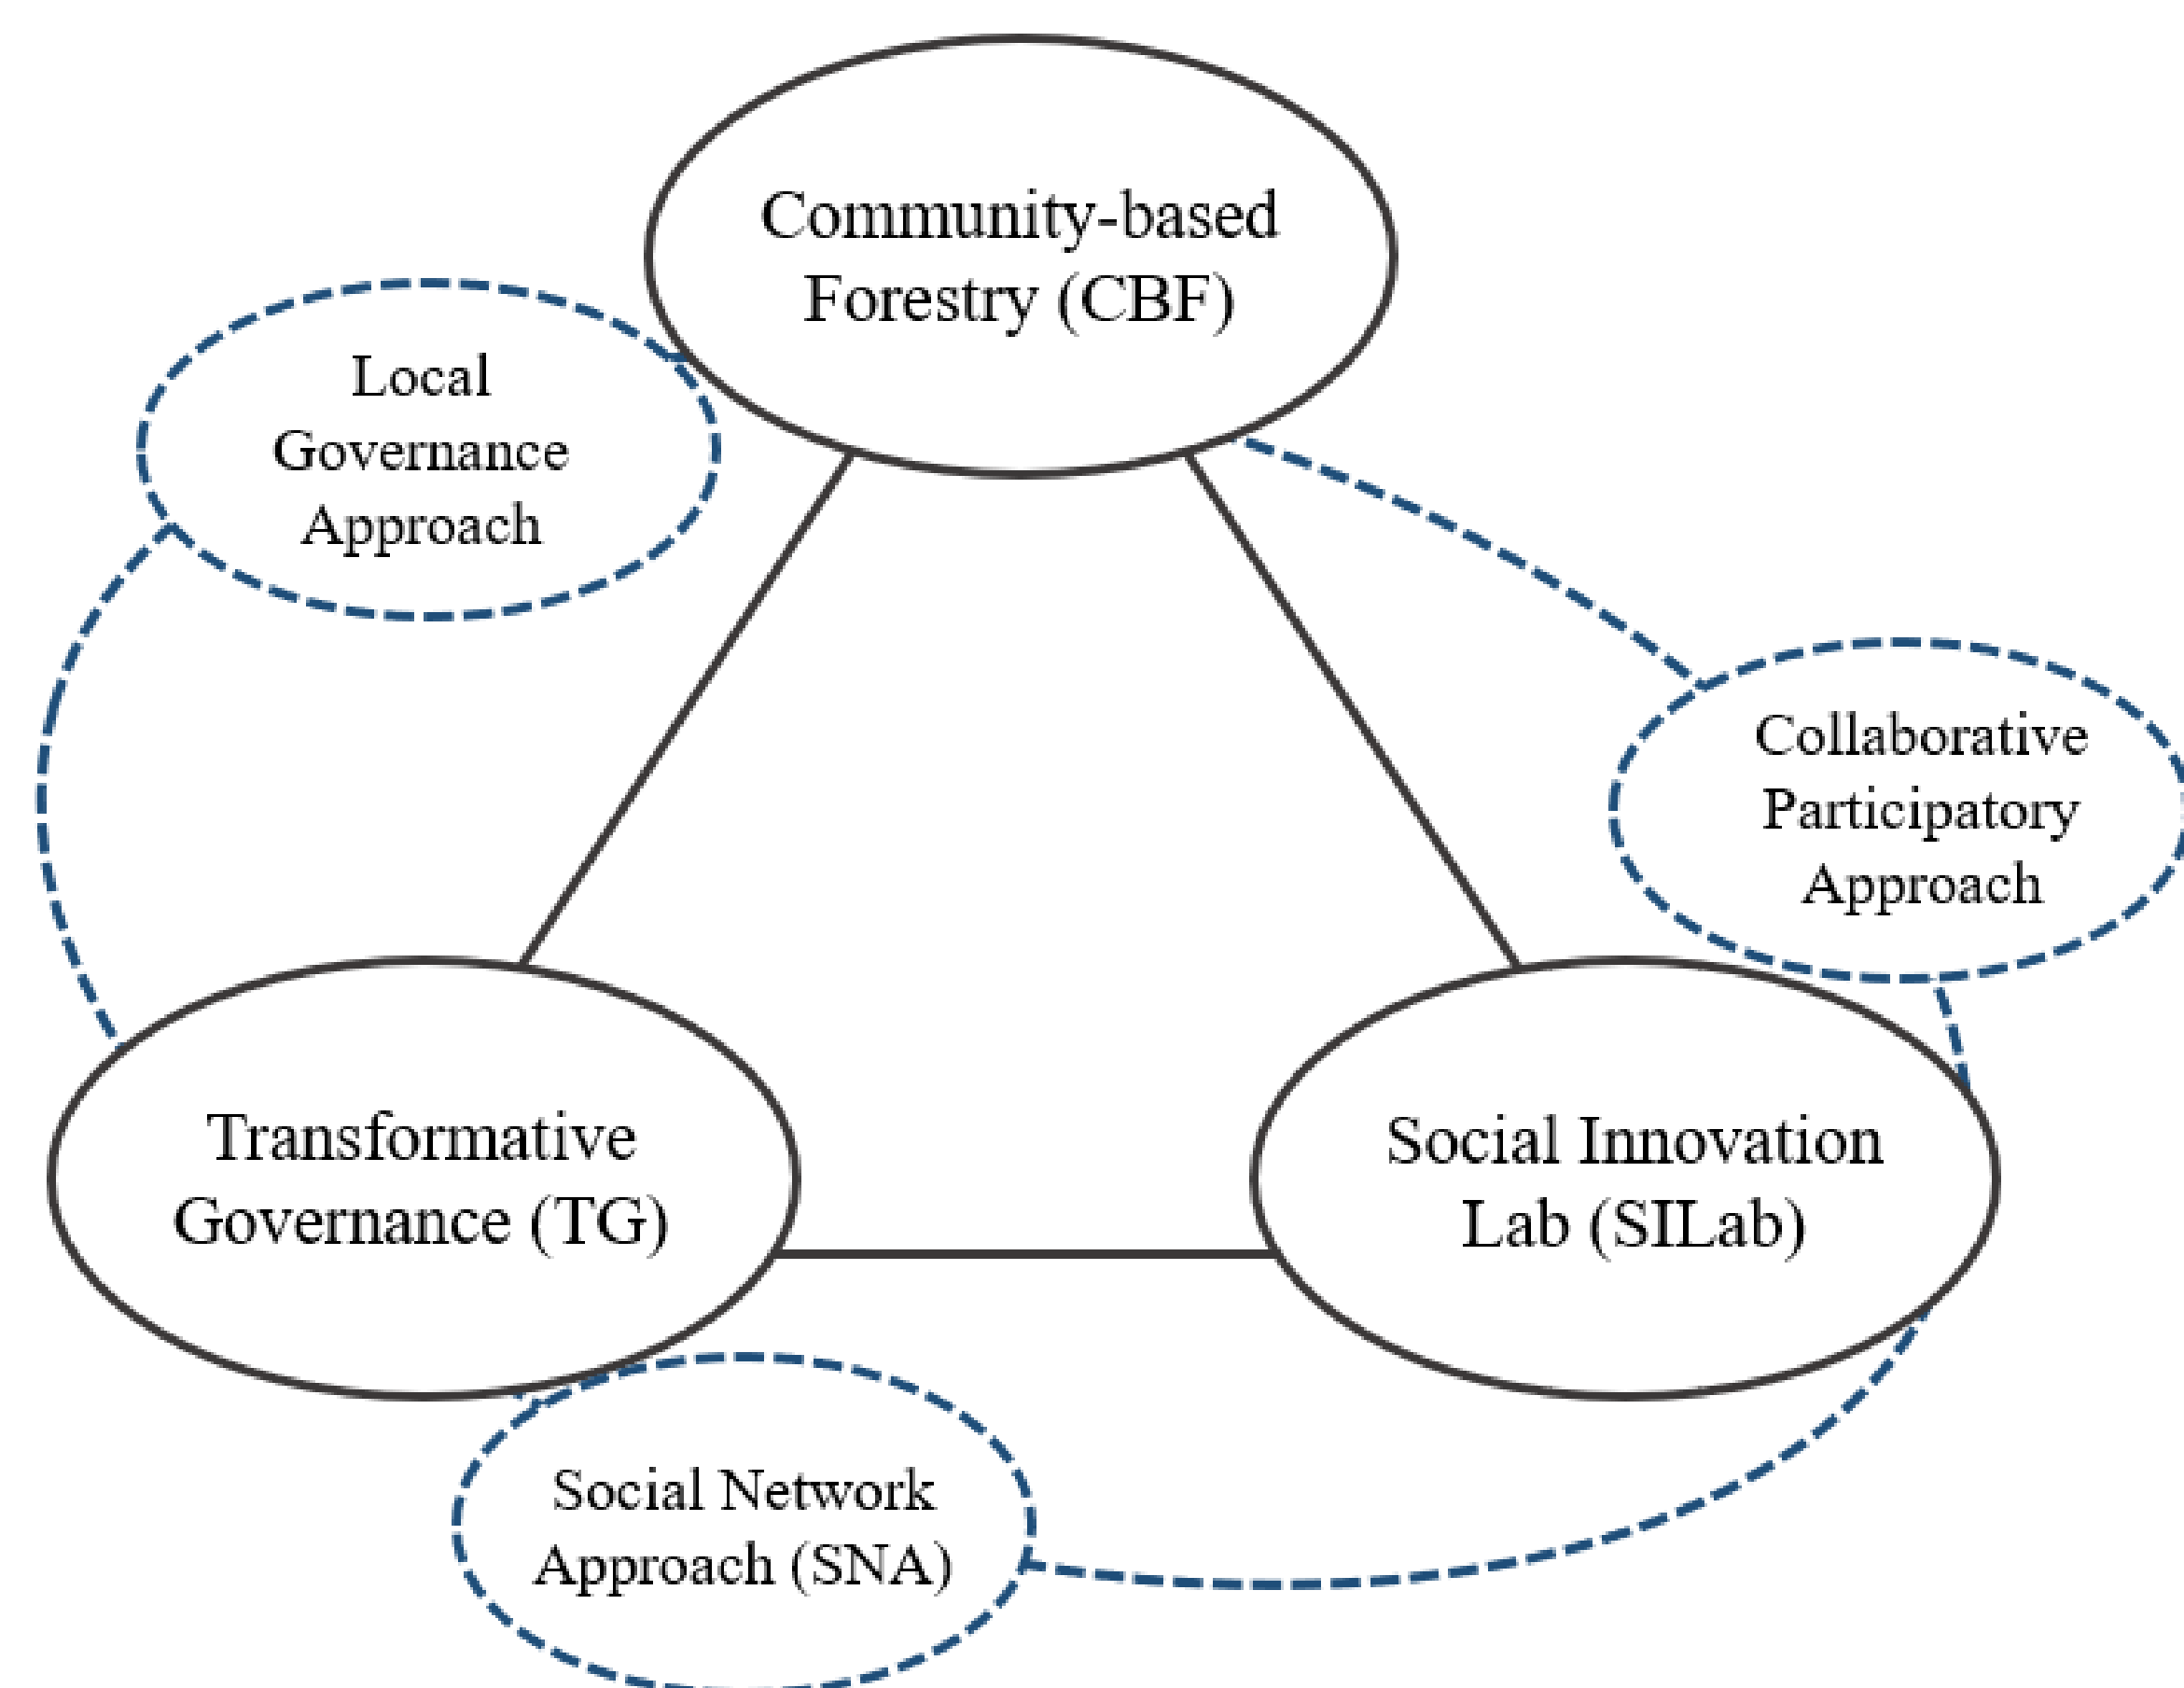 Community-based
Forestry (CBF)
Local
Governance
Approach
Collaborative
Participatory
Approach
Transformative
Governance (TG)
Social Innovation
Lab (SILab)
Social Network
Approach (SNA)